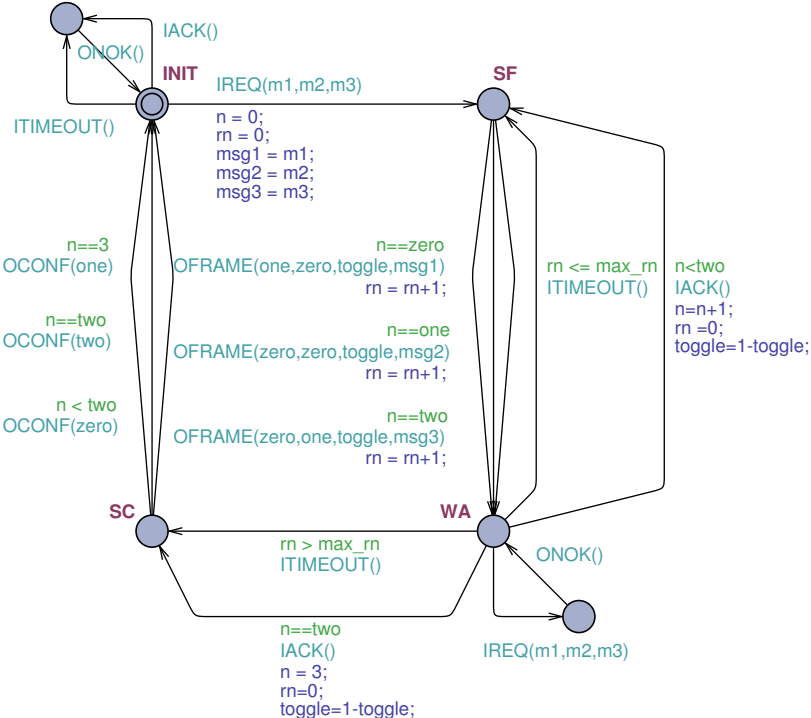 IACK()
ONOK()
INIT
SF
IREQ(m1,m2,m3)
ITIMEOUT()
n = 0;
rn = 0;
msg1 = m1;
msg2 = m2;
msg3 = m3;
n==3
OCONF(one)
n==two
OCONF(two)
n < two
OCONF(zero)
n==zero
OFRAME(one,zero,toggle,msg1)
rn = rn+1;
n==one
OFRAME(zero,zero,toggle,msg2)
rn = rn+1;
n==two
OFRAME(zero,one,toggle,msg3)
rn = rn+1;
rn <= max_rn
ITIMEOUT()
n<two
IACK()
n=n+1;
rn =0;
toggle=1-toggle;
SC
WA
rn > max_rn
ITIMEOUT()
ONOK()
n==two
IACK()
n = 3;
rn=0;
toggle=1-toggle;
IREQ(m1,m2,m3)